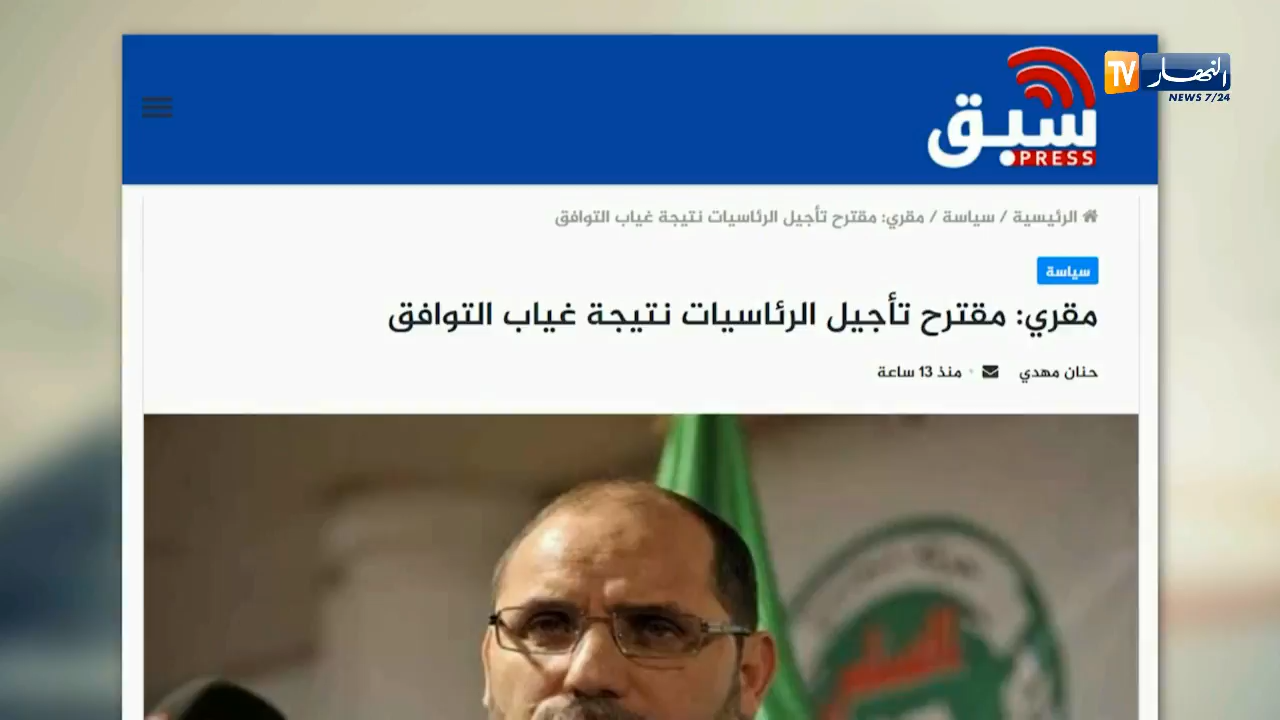 النهار TV
NEWS 7/24
سبق
PRESS
الرئيسية / سياسة / مقري: مقترح تأجيل الرئاسيات نتيجة غياب التوافق
سياسة
مقري: مقترح تأجيل الرئاسيات نتيجة غياب التوافق
حنان مهدي • منذ 13 ساعة